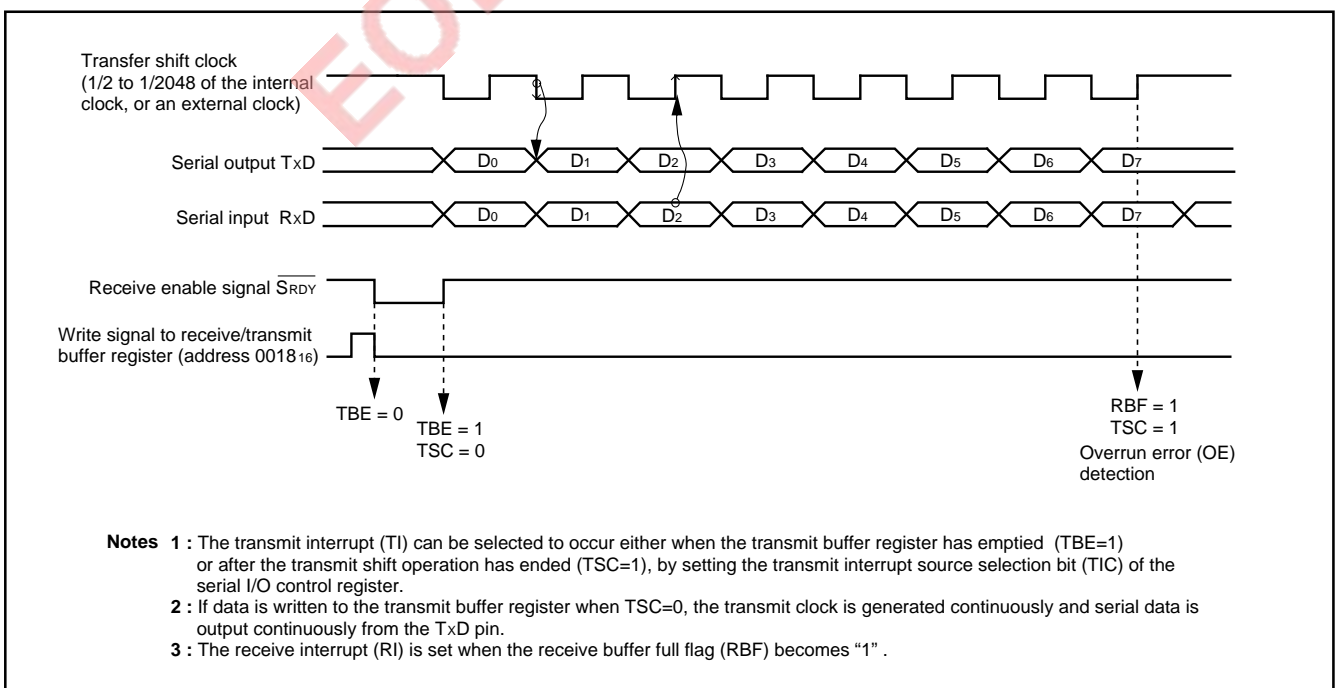 Transfer shift clock
(1/2 to 1/2048 of the internal
clock, or an external clock)
Serial output TxD
D0 D1 D2 D3 D4 D5 D6 D7
Serial input RxD
D0 D1 D2 D3 D4 D5 D6 D7
Receive enable signal SRDY
Write signal to receive/transmit
buffer register (address 001816)
TBE = 0
TBE = 1
TSC = 0
RBF = 1
TSC = 1
Overrun error (OE)
detection
Notes 1 : The transmit interrupt (TI) can be selected to occur either when the transmit buffer register has emptied (TBE=1)
or after the transmit shift operation has ended (TSC=1), by setting the transmit interrupt source selection bit (TIC) of the
serial I/O control register.
2 : If data is written to the transmit buffer register when TSC=0, the transmit clock is generated continuously and serial data is
output continuously from the TxD pin.
3 : The receive interrupt (RI) is set when the receive buffer full flag (RBF) becomes “1” .